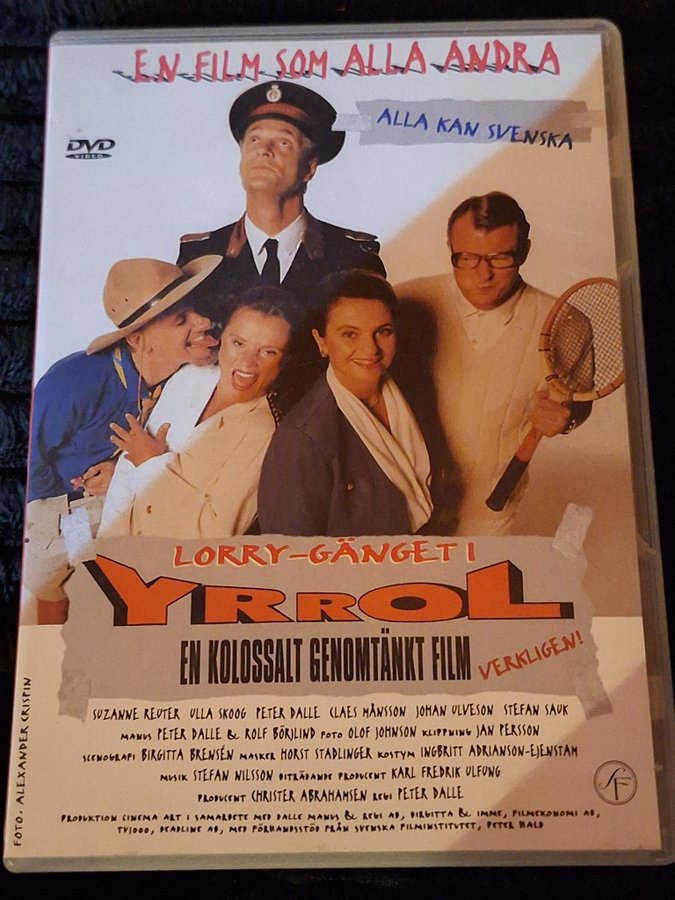 EN FILM SOM ALLA ANDRA
ALLA KAN SVENSKA
DVD
VIDEO
LORRY-GÄNGET I
YRROL
EN KOLOSSALT GENOMTÄNKT FILM
VERKLIGEN!
SUZANNE REUTER ULLA SKOOG PETER DALLE CLAES MÅNSSON JOHAN ULVESON STEFAN SAUK
MANUS PETER DALLE & ROLF BÖRJLIND FOTO OLOF JOHNSON KLIPPNING JAN PERSSON
SCENOGRAFI BIRGITTA BRENSÉN MASKER HORST STADLINGER KOSTYM INGBRITT ADRIANSON-EJENSTAM
MUSIK STEFAN NILSSON BITRÄDANDE PRODUCENT KARL FREDRIK ULFUNG
PRODUCENT CHRISTER ABRAHAMSEN REGI PETER DALLE
PRODUKTION CINEMA ART I SAMARBETE MED DALLE MANUS & REGI AB, BIRGITTA & IMME, FILMEKONOMI AB,
TV1000, DEADLINE AB, MED FÖRHANDSSTÖD FRÅN SVENSKA FILMINSTITUTET, PETER HALD
SF
FOTO. ALEXANDER CRISPIN